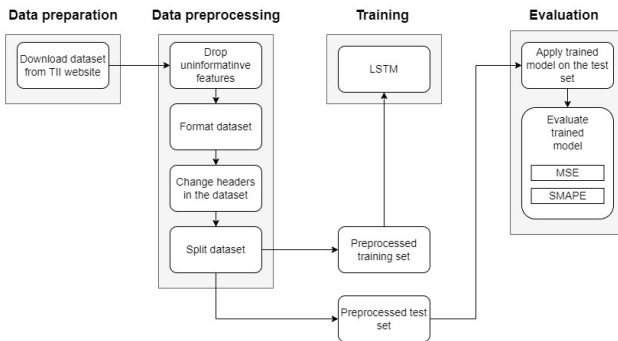 Data preparation
Data preprocessing
Training
Evaluation
Download dataset
from TII website
Drop
uninformatinve
features
Format dataset
Change headers
in the dataset
Split dataset
LSTM
Preprocessed
training set
Preprocessed test
set
Apply trained
model on the test
set
Evaluate
trained
model
MSE
SMAPE